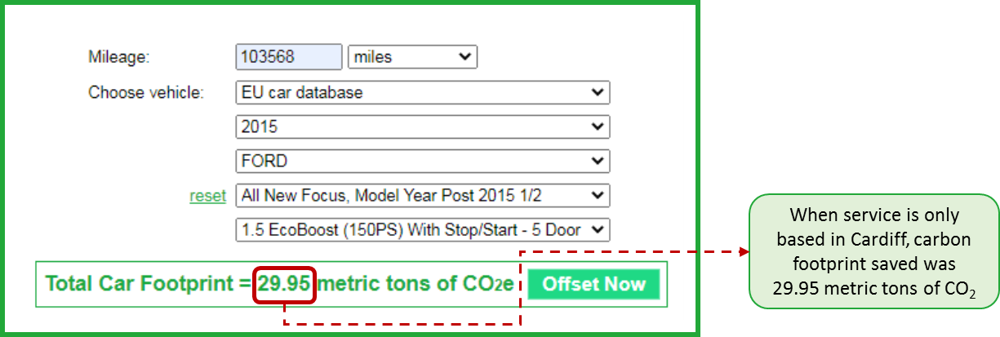 Mileage: 103568 miles
Choose vehicle: EU car database
2015
FORD
reset All New Focus, Model Year Post 2015 1/2
1.5 EcoBoost (150PS) With Stop/Start - 5 Door
Total Car Footprint = 29.95 metric tons of CO2e Offset Now
When service is only
based in Cardiff, carbon
footprint saved was
29.95 metric tons of CO2